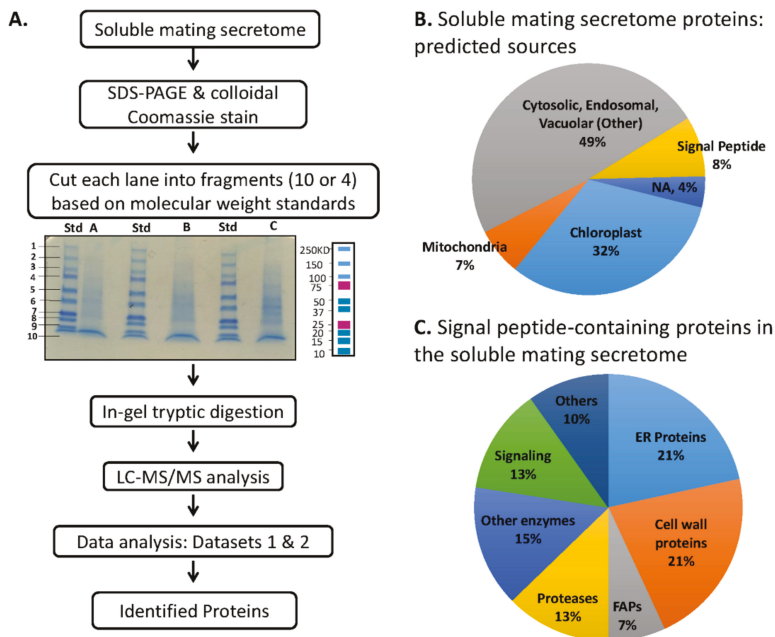 A.
Soluble mating secretome
SDS-PAGE & colloidal
Coomassie stain
Cut each lane into fragments (10 or 4)
based on molecular weight standards
Std A Std B Std C
1
2
3
4
5
6
7
8
9
10
250KD
150
100
75
50
37
25
20
15
10
In-gel tryptic digestion
LC-MS/MS analysis
Data analysis: Datasets 1 & 2
Identified Proteins
B. Soluble mating secretome proteins:
predicted sources
Cytosolic, Endosomal,
Vacuolar (Other)
49%
Signal Peptide
8%
NA, 4%
Chloroplast
32%
Mitochondria
7%
C. Signal peptide-containing proteins in
the soluble mating secretome
Others
10%
ER Proteins
21%
Signaling
13%
Cell wall
proteins
21%
Other enzymes
15%
Proteases
13%
FAPs
7%